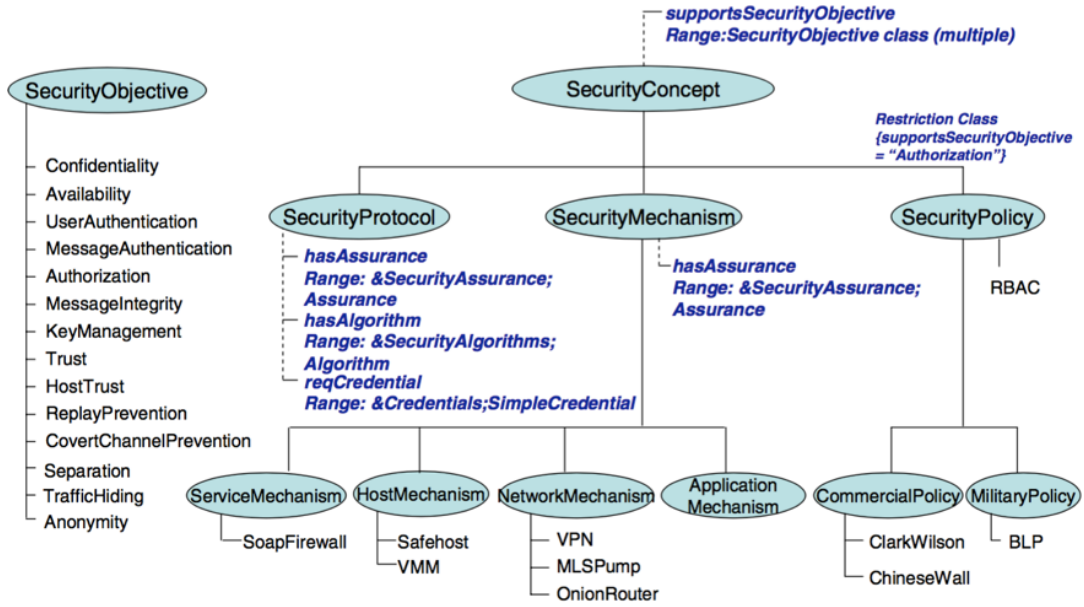 supportsSecurityObjective
Range:SecurityObjective class (multiple)
SecurityObjective
SecurityConcept
Restriction Class
{supportsSecurityObjective
= "Authorization"}
Confidentiality
Availability
UserAuthentication
MessageAuthentication
Authorization
MessageIntegrity
KeyManagement
Trust
HostTrust
ReplayPrevention
CovertChannelPrevention
Separation
TrafficHiding
Anonymity
SecurityProtocol
hasAssurance
Range: &SecurityAssurance;
Assurance
hasAlgorithm
Range: &SecurityAlgorithms;
Algorithm
reqCredential
Range: &Credentials;SimpleCredential
SecurityMechanism
hasAssurance
Range: &SecurityAssurance;
Assurance
SecurityPolicy
RBAC
ServiceMechanism
SoapFirewall
HostMechanism
Safehost
VMM
NetworkMechanism
VPN
MLSPump
OnionRouter
Application
Mechanism
CommercialPolicy
ClarkWilson
ChineseWall
MilitaryPolicy
BLP